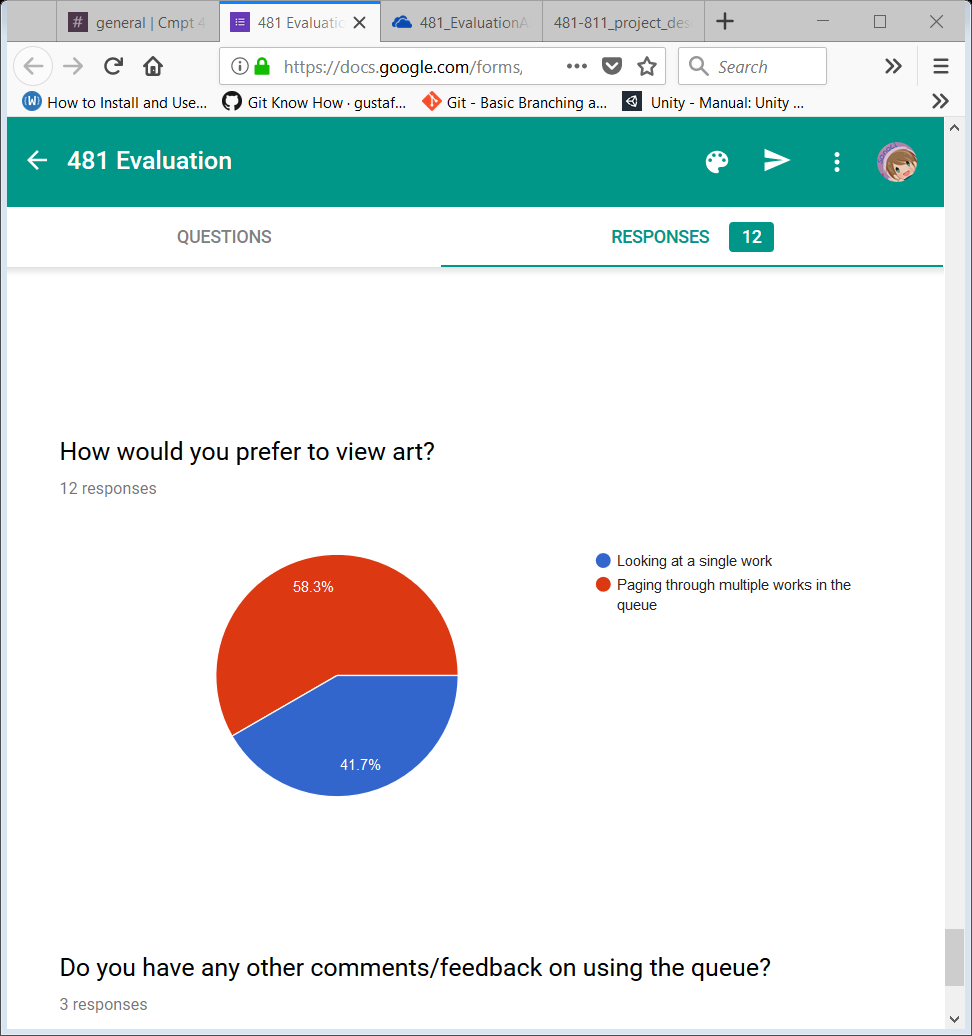 # general | Cmpt 4
481 Evaluatio
481_EvaluationA
481-811_project_des
https://docs.google.com/forms,
Search
How to Install and Use...
Git Know How · gustaf...
Git - Basic Branching a...
Unity - Manual: Unity ...
481 Evaluation
QUESTIONS
RESPONSES 12
How would you prefer to view art?
12 responses
58.3%
41.7%
Looking at a single work
Paging through multiple works in the
queue
Do you have any other comments/feedback on using the queue?
3 responses